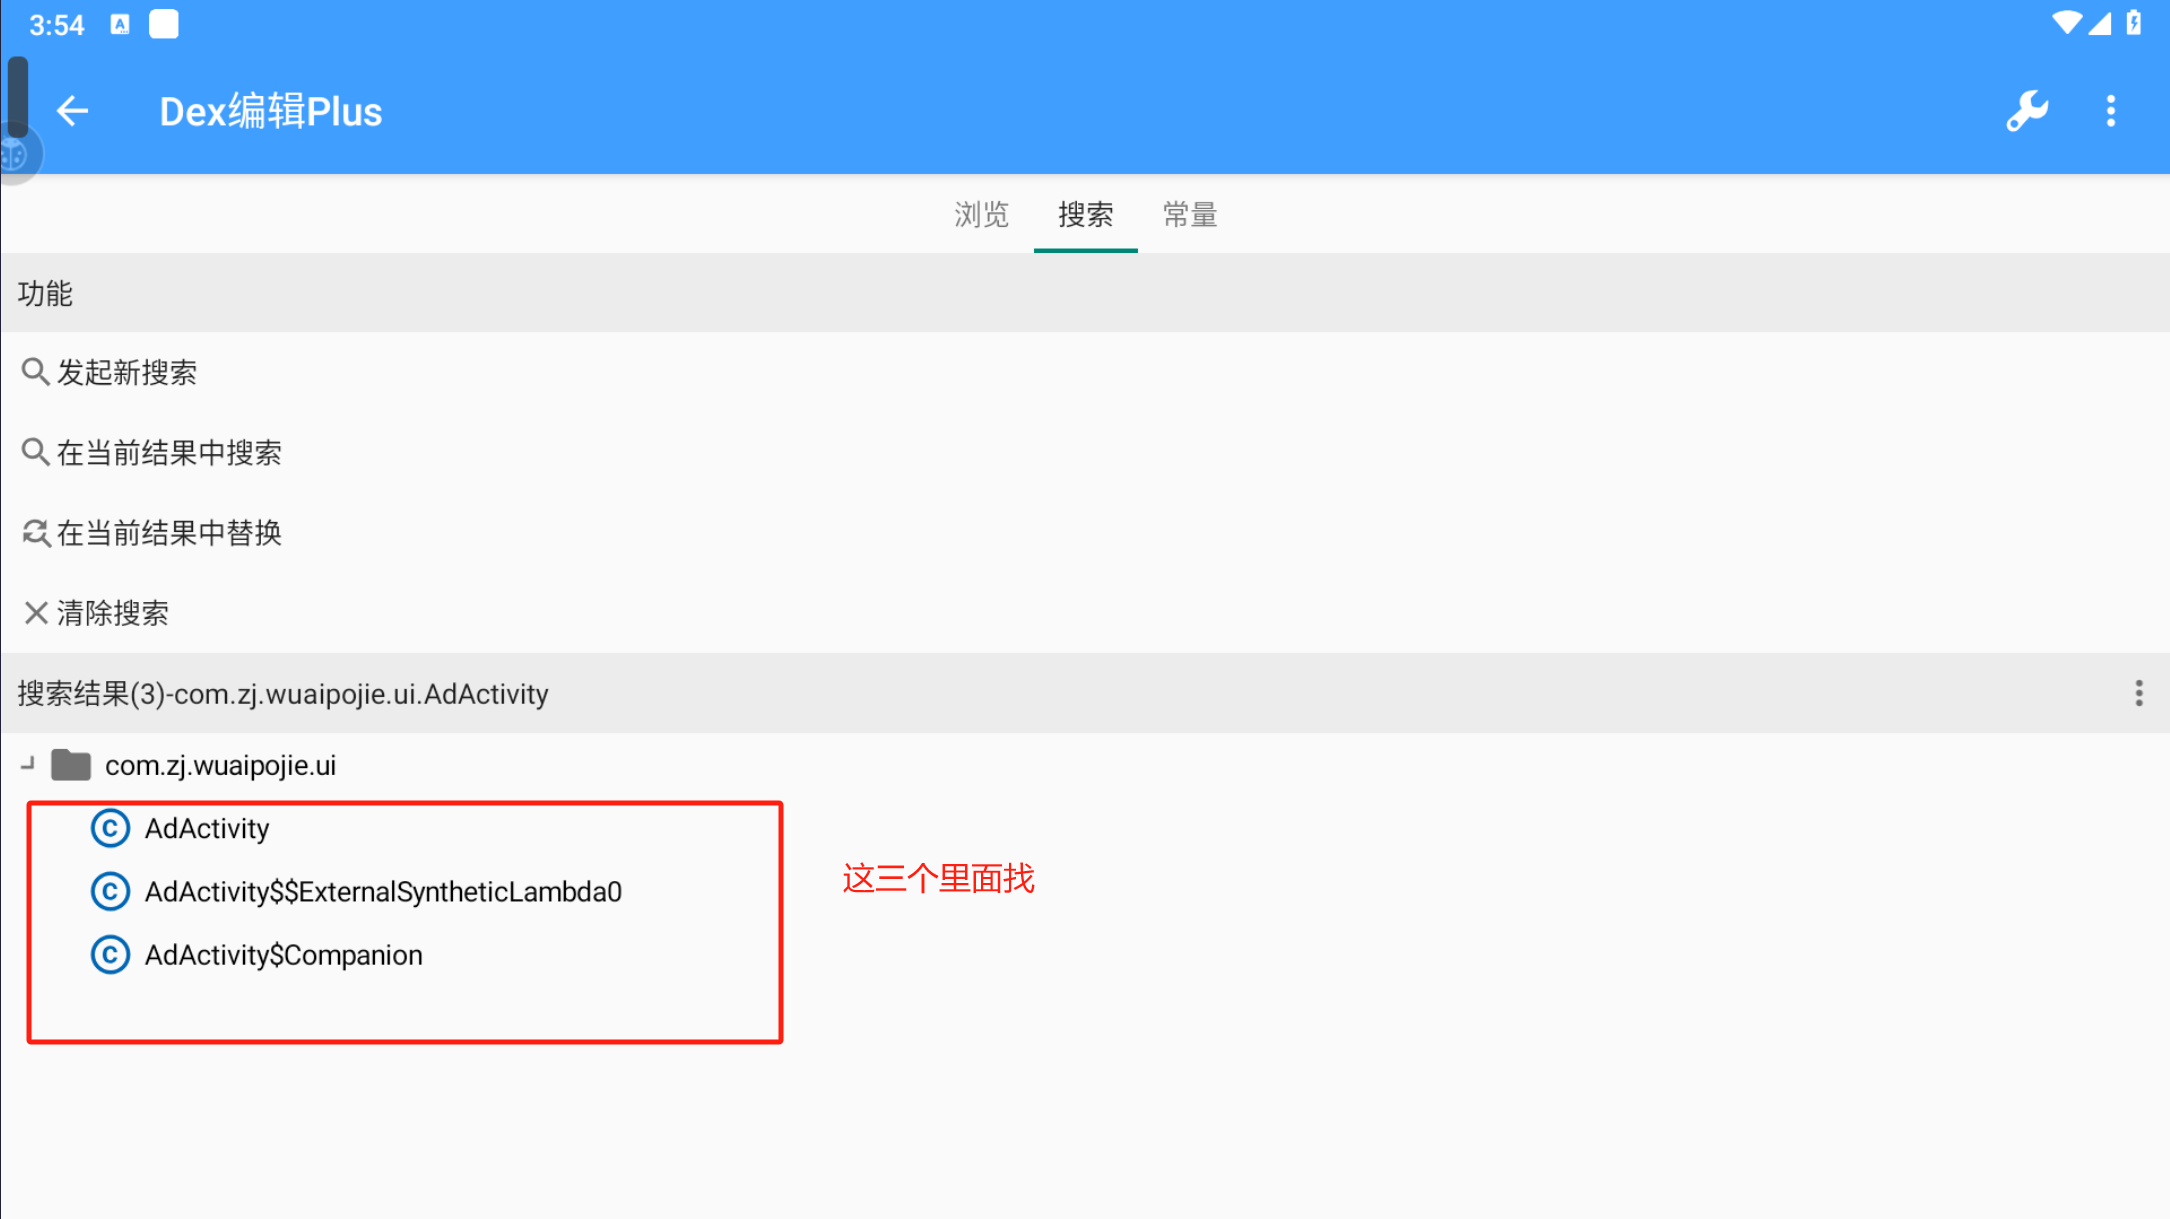 3:54
Dex编辑Plus
浏览 搜索 常量
功能
发起新搜索
在当前结果中搜索
在当前结果中替换
清除搜索
搜索结果(3)-com.zj.wuaipojie.ui.AdActivity
com.zj.wuaipojie.ui
AdActivity
AdActivity$$ExternalSyntheticLambda0
这三个里面找
AdActivity$Companion